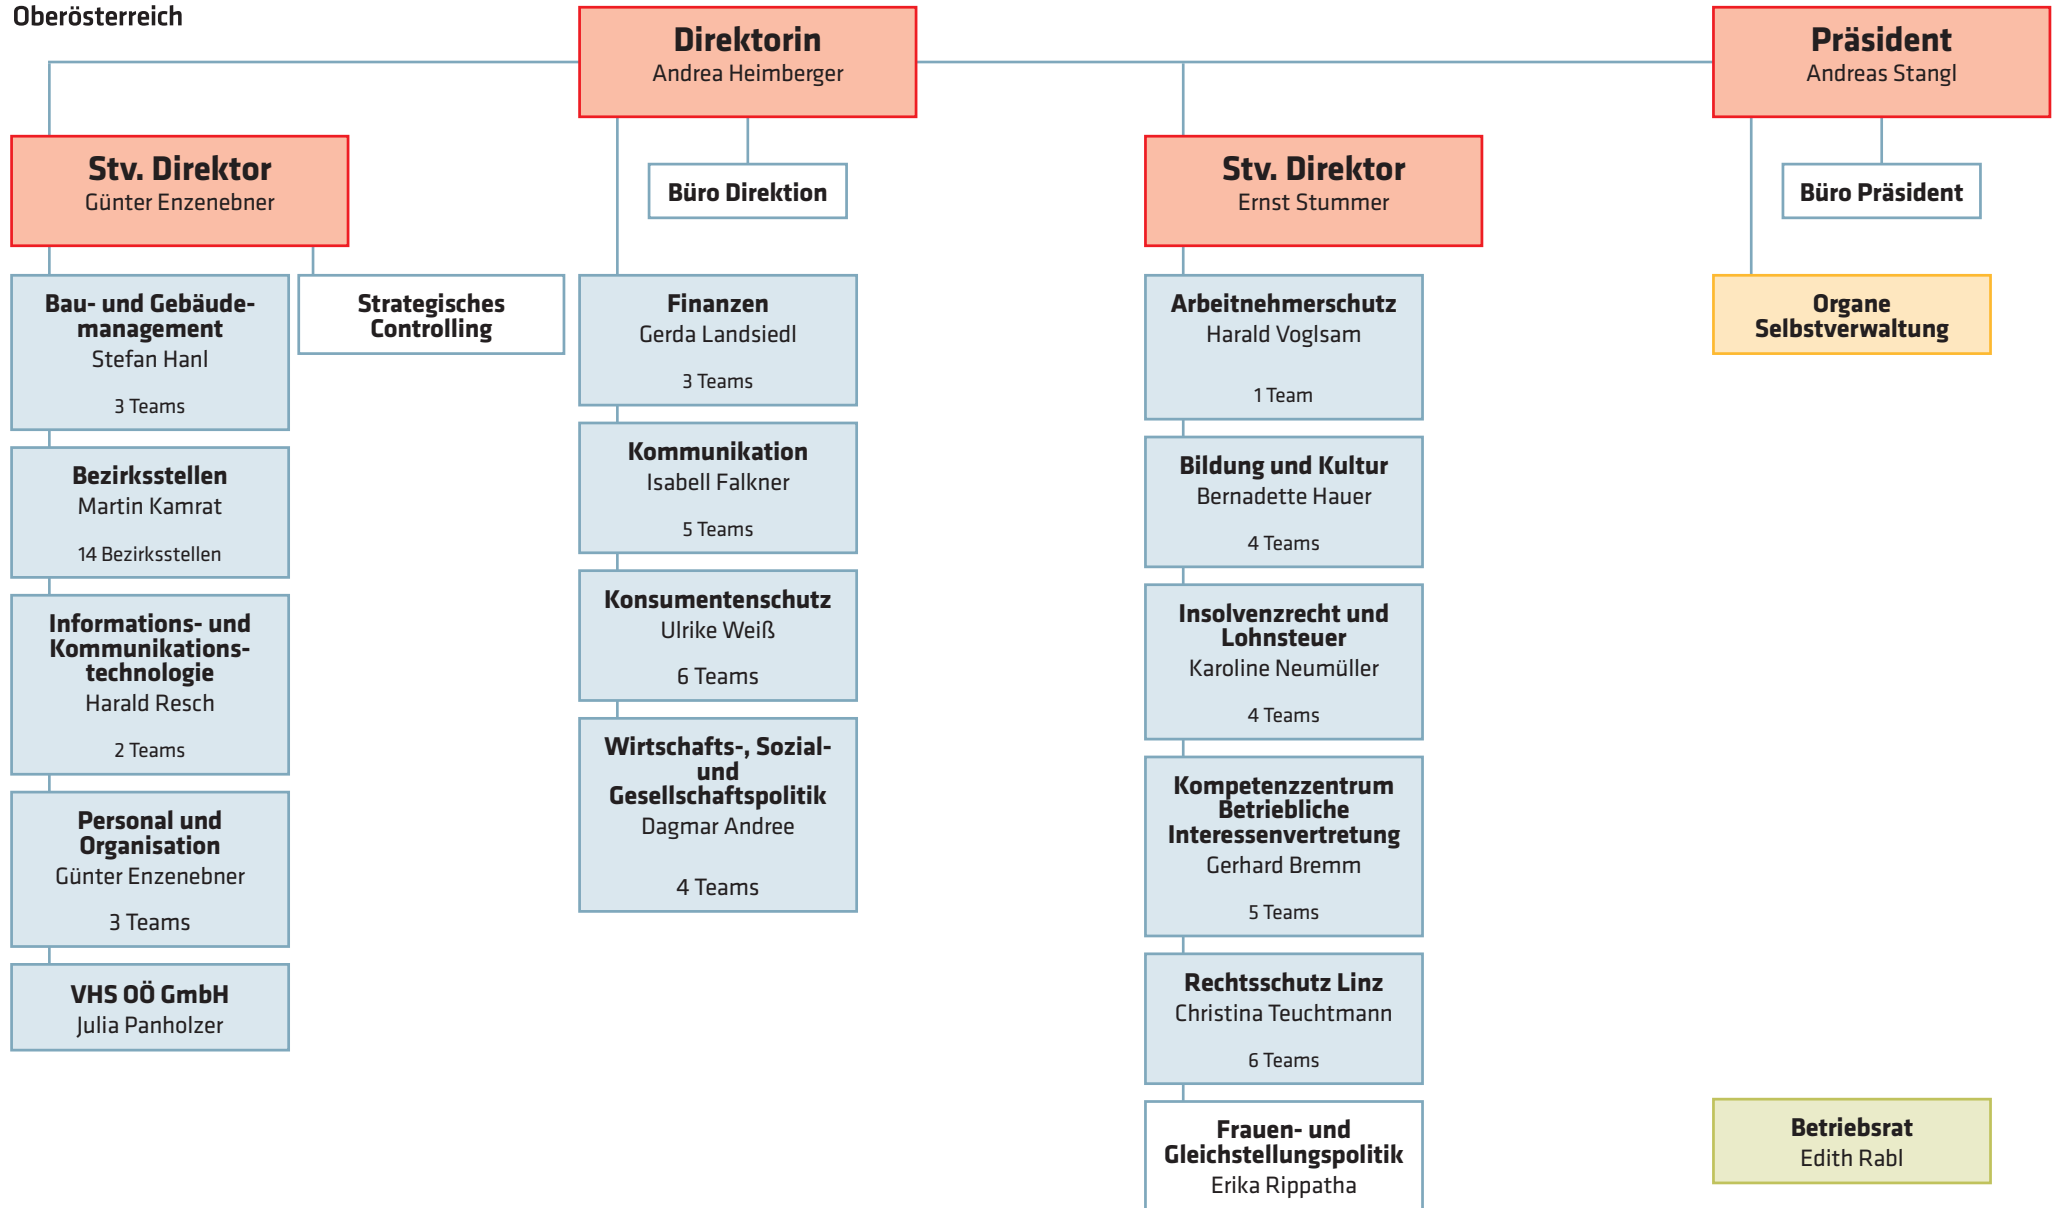 Oberösterreich
Direktorin
Andrea Heimberger
Präsident
Andreas Stangl
Stv. Direktor
Günter Enzenebner
Büro Direktion
Stv. Direktor
Ernst Stummer
Büro Präsident
Bau- und Gebäude-
management
Stefan Hanl
3 Teams
Strategisches
Controlling
Bezirksstellen
Martin Kamrat
14 Bezirksstellen
Informations- und
Kommunikations-
technologie
Harald Resch
2 Teams
Personal und
Organisation
Günter Enzenebner
3 Teams
VHS OÖ GmbH
Julia Panholzer
Finanzen
Gerda Landsiedl
3 Teams
Kommunikation
Isabell Falkner
5 Teams
Konsumentenschutz
Ulrike Weiß
6 Teams
Wirtschafts-, Sozial-
und
Gesellschaftspolitik
Dagmar Andree
4 Teams
Arbeitnehmerschutz
Harald Voglsam
1 Team
Bildung und Kultur
Bernadette Hauer
4 Teams
Insolvenzrecht und
Lohnsteuer
Karoline Neumüller
4 Teams
Kompetenzzentrum
Betriebliche
Interessenvertretung
Gerhard Bremm
5 Teams
Rechtsschutz Linz
Christina Teuchtmann
6 Teams
Frauen- und
Gleichstellungspolitik
Erika Rippatha
Organe
Selbstverwaltung
Betriebsrat
Edith Rabl